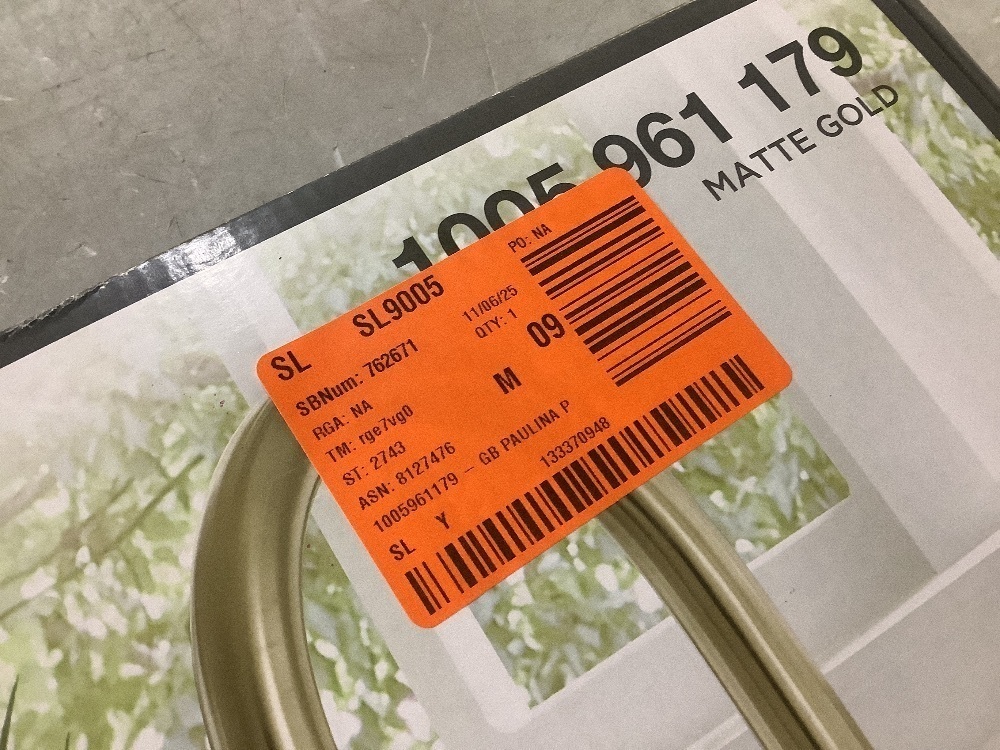 1005 961 179
MATTE GOLD
SL SL9005
PO: NA
SBNum: 762671
11/06/25
RGA: NA
QTY: 1
09
TM: rge7vg0
M
ST: 2743
ASN: 8127476
1005961179 – GB PAULINA P
SL Y
133370948